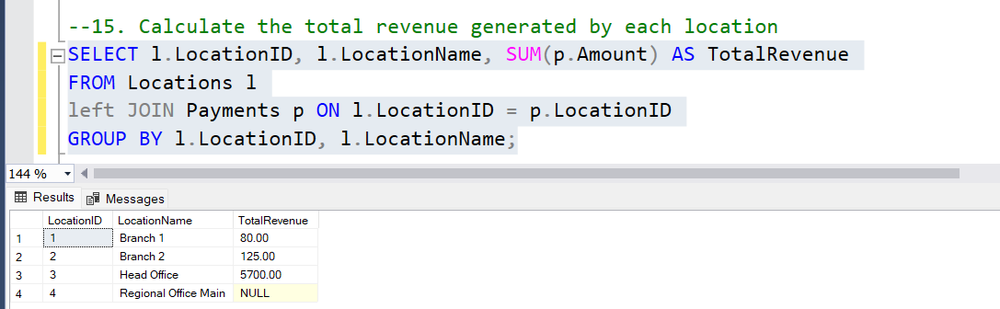 --15. Calculate the total revenue generated by each location
SELECT l.LocationID, l.LocationName, SUM(p.Amount) AS TotalRevenue
FROM Locations l
left JOIN Payments p ON l.LocationID = p.LocationID
GROUP BY l.LocationID, l.LocationName;
144 %
Results Messages
LocationID LocationName TotalRevenue
1 1 Branch 1 80.00
2 2 Branch 2 125.00
3 3 Head Office 5700.00
4 4 Regional Office Main NULL